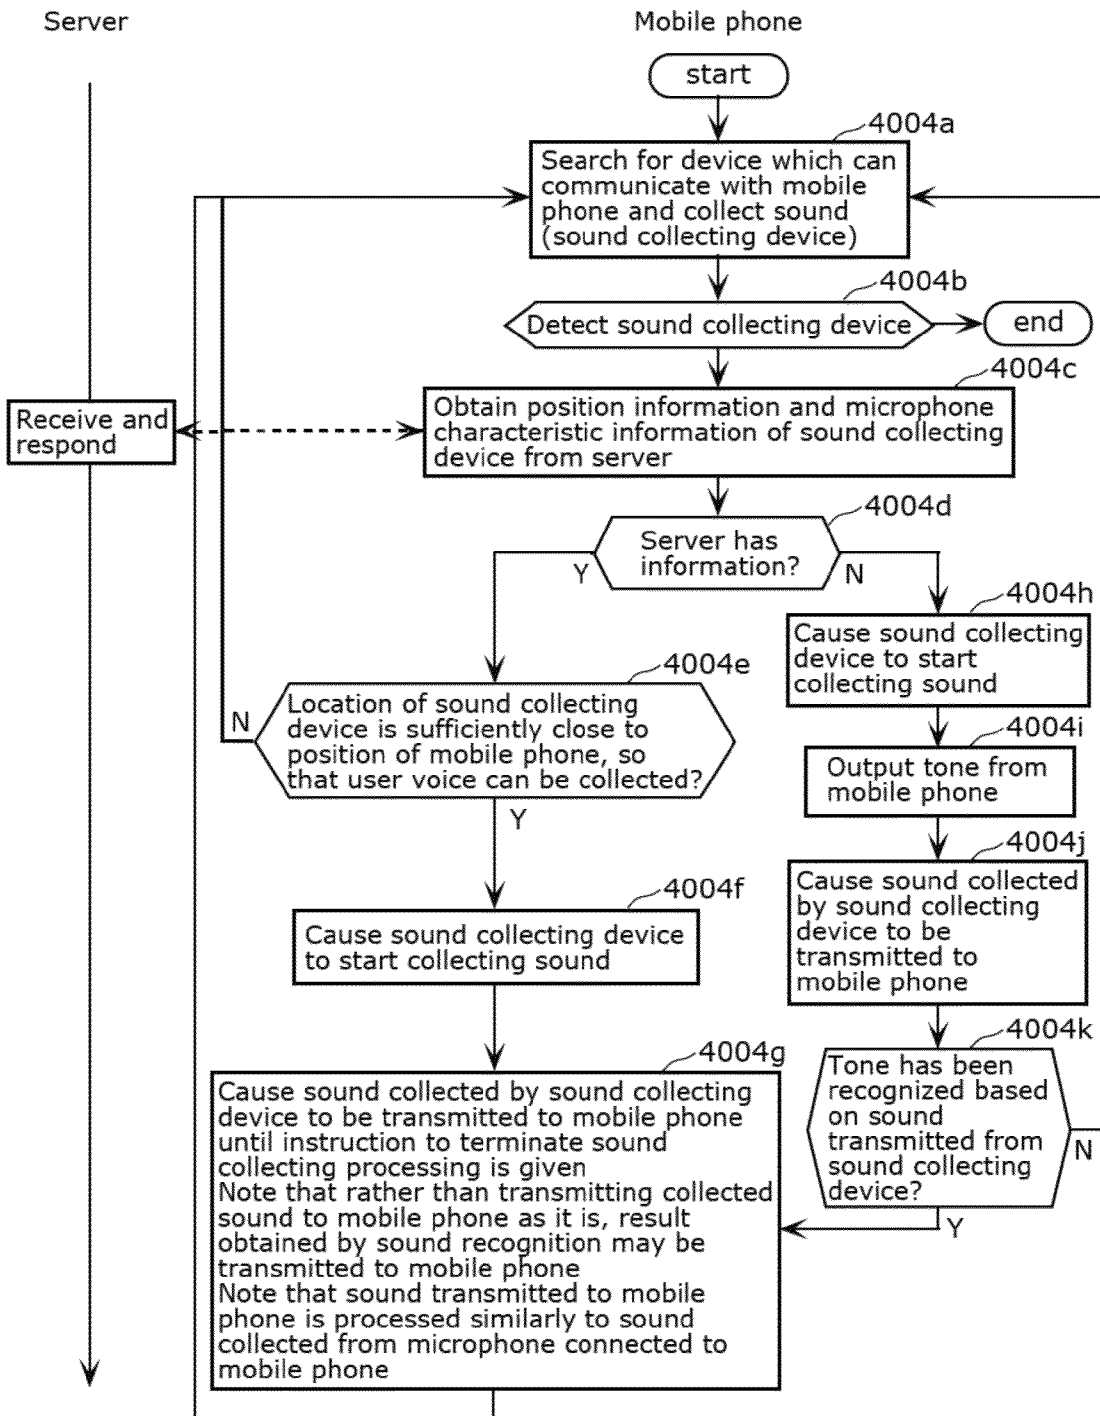 Server
Mobile phone
start
4004a
Search for device which can
communicate with mobile
phone and collect sound
(sound collecting device)
4004b
Detect sound collecting device
end
4004c
Receive and
respond
Obtain position information and microphone
characteristic information of sound collecting
device from server
4004d
Server has
information?
Y
N
4004h
Cause sound collecting
device to start
collecting sound
4004e
Location of sound collecting
device is sufficiently close to
position of mobile phone, so
that user voice can be collected?
N
Y
4004i
Output tone from
mobile phone
4004j
Cause sound collected
by sound collecting
device to be
transmitted to
mobile phone
4004f
Cause sound collecting device
to start collecting sound
4004k
Tone has been
recognized based
on sound
transmitted from
sound collecting
device?
N
Y
4004g
Cause sound collected by sound collecting
device to be transmitted to mobile phone
until instruction to terminate sound
collecting processing is given
Note that rather than transmitting collected
sound to mobile phone as it is, result
obtained by sound recognition may be
transmitted to mobile phone
Note that sound transmitted to mobile
phone is processed similarly to sound
collected from microphone connected to
mobile phone